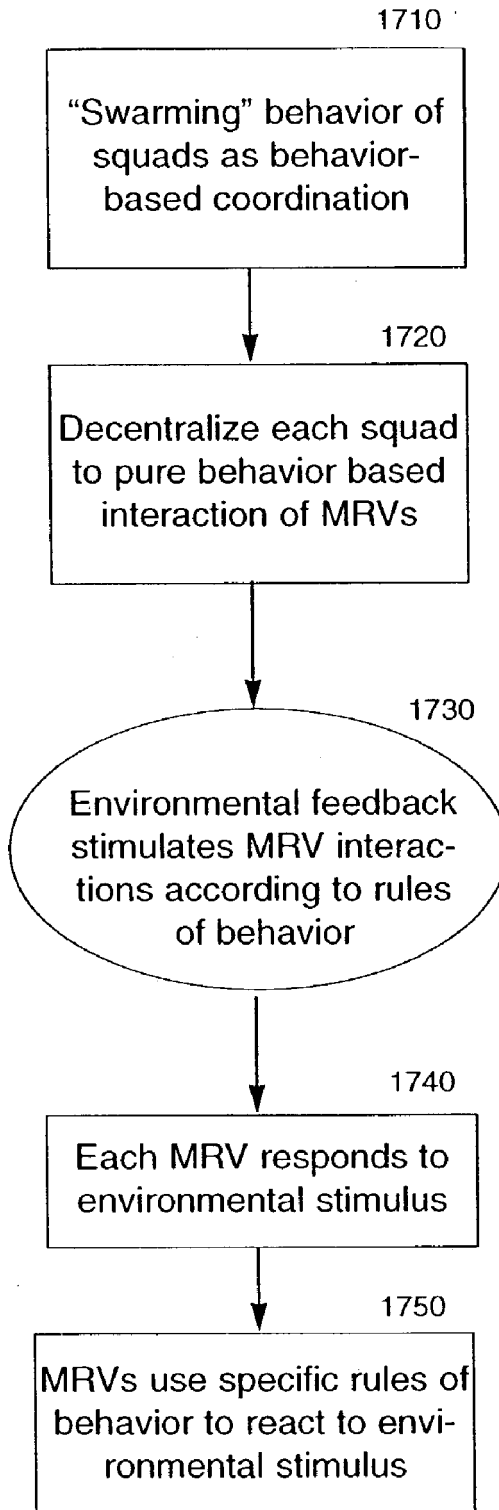 1710
“Swarming” behavior of
squads as behavior-
based coordination
1720
Decentralize each squad
to pure behavior based
interaction of MRVs
1730
Environmental feedback
stimulates MRV interac-
tions according to rules
of behavior
1740
Each MRV responds to
environmental stimulus
1750
MRVs use specific rules of
behavior to react to envi-
ronmental stimulus